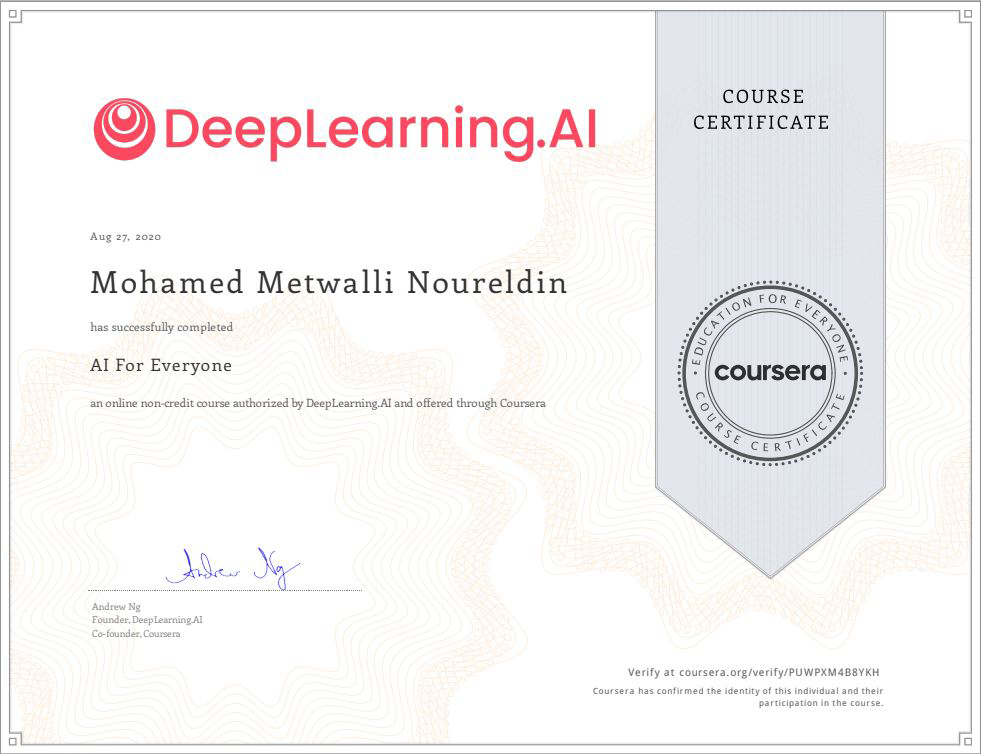 DeepLearning.AI
COURSE
CERTIFICATE
Aug 27, 2020
Mohamed Metwalli Noureldin
has successfully completed
AI For Everyone
an online non-credit course authorized by DeepLearning.AI and offered through Coursera
EDUCATION FOR EVERYONE
coursera
COURSE CERTIFICATE
Andrew Ng
Andrew Ng
Founder, DeepLearning.AI
Co-founder, Coursera
Verify at coursera.org/verify/PUWPXM4B8YKH
Coursera has confirmed the identity of this individual and their
participation in the course.